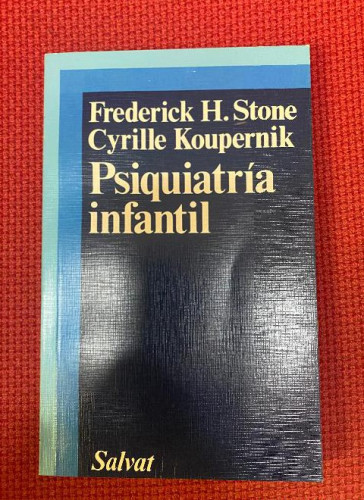 Frederick H. Stone
Cyrille Koupernik
Psiquiatría
infantil
Salvat